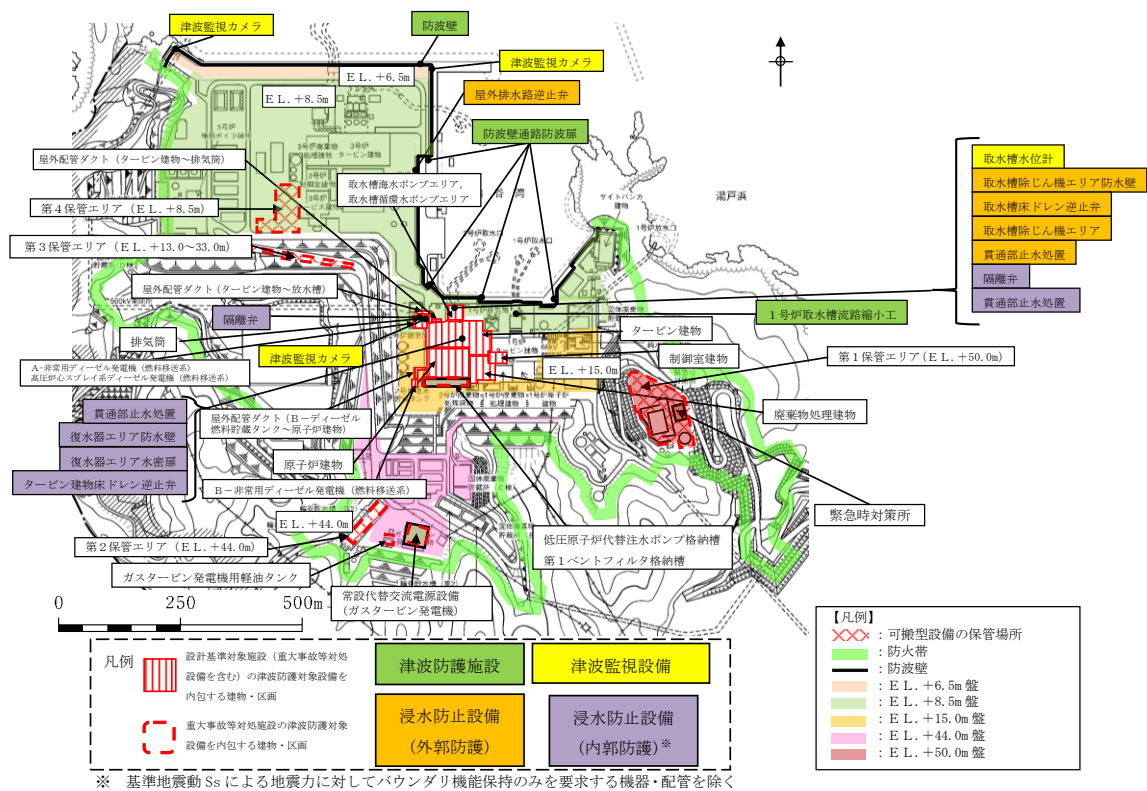 津波監視カメラ
防波壁
津波監視カメラ
EL.+6.5m
EL.+8.5m
屋外排水路逆止弁
防波壁通路防波扉
屋外配管ダクト（タービン建物～排気筒）
取水槽海水ポンプエリア,
取水槽循環水ポンプエリア
湯戸浜
取水槽水位計
取水槽除じん機エリア防水壁
取水槽床ドレン逆止弁
取水槽除じん機エリア
貫通部止水処置
隔離弁
貫通部止水処置
第４保管エリア（EL.+8.5m）
第３保管エリア（EL.+13.0～33.0m）
屋外配管ダクト（タービン建物～放水槽）
隔離弁
排気筒
津波監視カメラ
１号炉取水槽流路縮小工
タービン建物
制御室建物
第１保管エリア（EL.+50.0m）
EL.+15.0m
A-非常用ディーゼル発電機（燃料移送系）
高圧炉心スプレイ系ディーゼル発電機（燃料移送系）
貫通部止水処置
復水器エリア防水壁
復水器エリア水密扉
タービン建物床ドレン逆止弁
屋外配管ダクト（B－ディーゼル
燃料貯蔵タンク～原子炉建物）
廃棄物処理建物
原子炉建物
B－非常用ディーゼル発電機（燃料移送系）
緊急時対策所
EL.+44.0m
第２保管エリア（EL.+44.0m）
低圧原子炉代替注水ポンプ格納槽
第１ベントフィルタ格納槽
ガスタービン発電機用軽油タンク
常設代替交流電源設備
（ガスタービン発電機）
0 250 500m
凡例
設計基準対象施設（重大事故等対処
設備を含む）の津波防護対象設備を
内包する建物・区画
重大事故等対処施設の津波防護対象
設備を内包する建物・区画
津波防護施設
津波監視設備
浸水防止設備
（外郭防護）
浸水防止設備
（内郭防護）※
【凡例】
：可搬型設備の保管場所
：防火帯
：防波壁
：EL.+6.5m盤
：EL.+8.5m盤
：EL.+15.0m盤
：EL.+44.0m盤
：EL.+50.0m盤
※ 基準地震動Ssによる地震力に対してバウンダリ機能保持のみを要求する機器・配管を除く